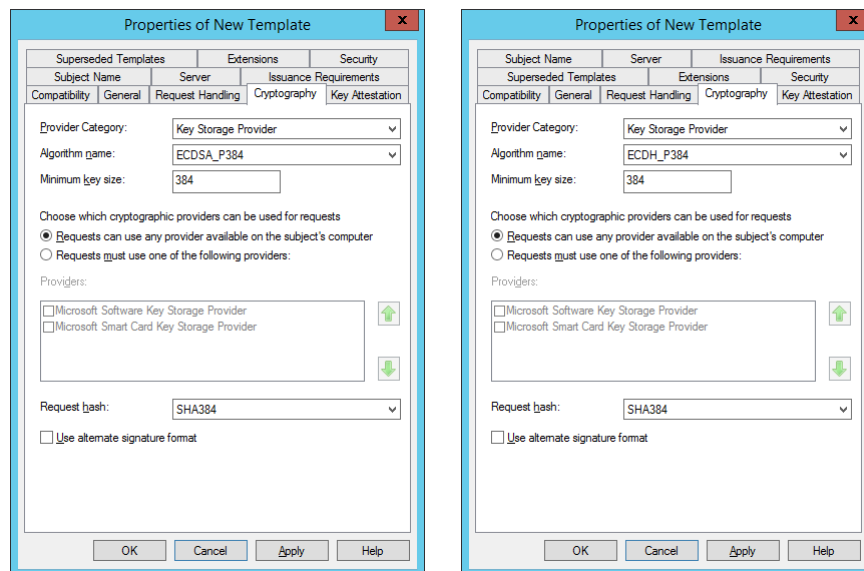 Properties of New Template
x
Superseded Templates Extensions Security
Subject Name Server Issuance Requirements
Compatibility General Request Handling Cryptography Key Attestation
Provider Category: Key Storage Provider
Algorithm name: ECDSA_P384
Minimum key size: 384
Choose which cryptographic providers can be used for requests
Requests can use any provider available on the subject's computer
Requests must use one of the following providers:
Providers:
Microsoft Software Key Storage Provider
Microsoft Smart Card Key Storage Provider
Request hash: SHA384
Use alternate signature format
OK Cancel Apply Help
Properties of New Template
x
Subject Name Server Issuance Requirements
Superseded Templates Extensions Security
Compatibility General Request Handling Cryptography Key Attestation
Provider Category: Key Storage Provider
Algorithm name: ECDH_P384
Minimum key size: 384
Choose which cryptographic providers can be used for requests
Requests can use any provider available on the subject's computer
Requests must use one of the following providers:
Providers:
Microsoft Software Key Storage Provider
Microsoft Smart Card Key Storage Provider
Request hash: SHA384
Use alternate signature format
OK Cancel Apply Help